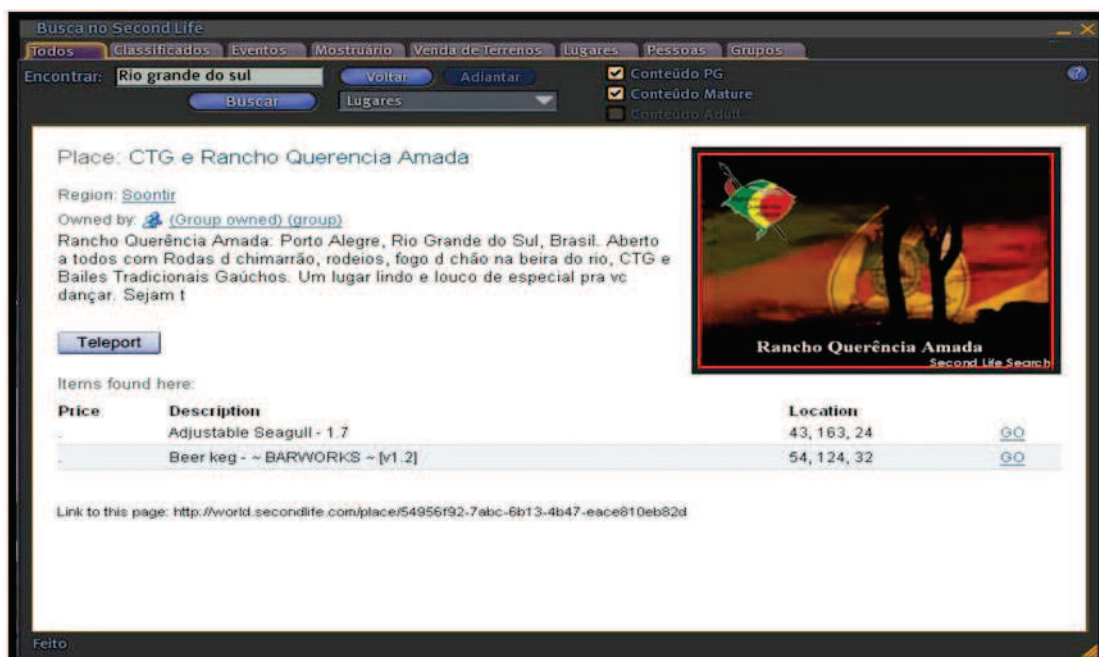 Busca no Second Life
Todos Classificados Eventos Mostruário Venda de Terrenos Lugares Pessoas Grupos
Encontrar: Rio grande do sul Voltar Adiantar Conteúdo PG
Buscar Lugares Conteúdo Mature
Conteúdo Adult
Place: CTG e Rancho Querencia Amada
Region: Soontir
Owned by: (Group owned) (group)
Rancho Querência Amada: Porto Alegre, Rio Grande do Sul, Brasil. Aberto
a todos com Rodas d chimarrão, rodeios, fogo d chão na beira do rio, CTG e
Bailes Tradicionais Gaúchos. Um lugar lindo e louco de especial pra vc
dançar. Sejam t
Teleport
Rancho Querência Amada
Second Life Search
Items found here:
Price Description Location
. Adjustable Seagull - 1.7 43, 163, 24 GO
. Beer keg - ~ BARWORKS ~ [v1.2] 54, 124, 32 GO
Link to this page: http://world.secondlife.com/place/54956f92-7abc-6b13-4b47-eace810eb82d
Feito